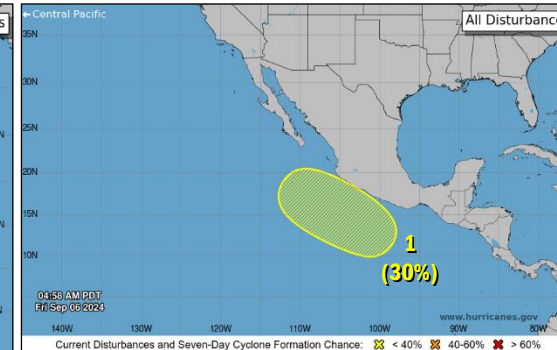 s
← Central Pacific
All Disturbance
35N
30N
25N
20N
15N
10N
1
(30%)
04:58 AM PDT
Fri Sep 06 2024
www.hurricanes.gov
140W 130W 120W 110W 100W 90W 80W
Current Disturbances and Seven-Day Cyclone Formation Chance: < 40% 40-60% > 60%